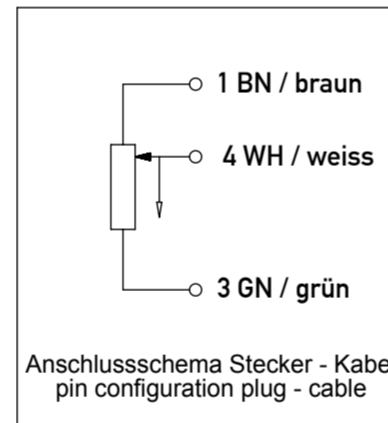 1 BN / braun
4 WH / weiss
3 GN / grün
Anschlussschema Stecker - Kabe
pin configuration plug - cable